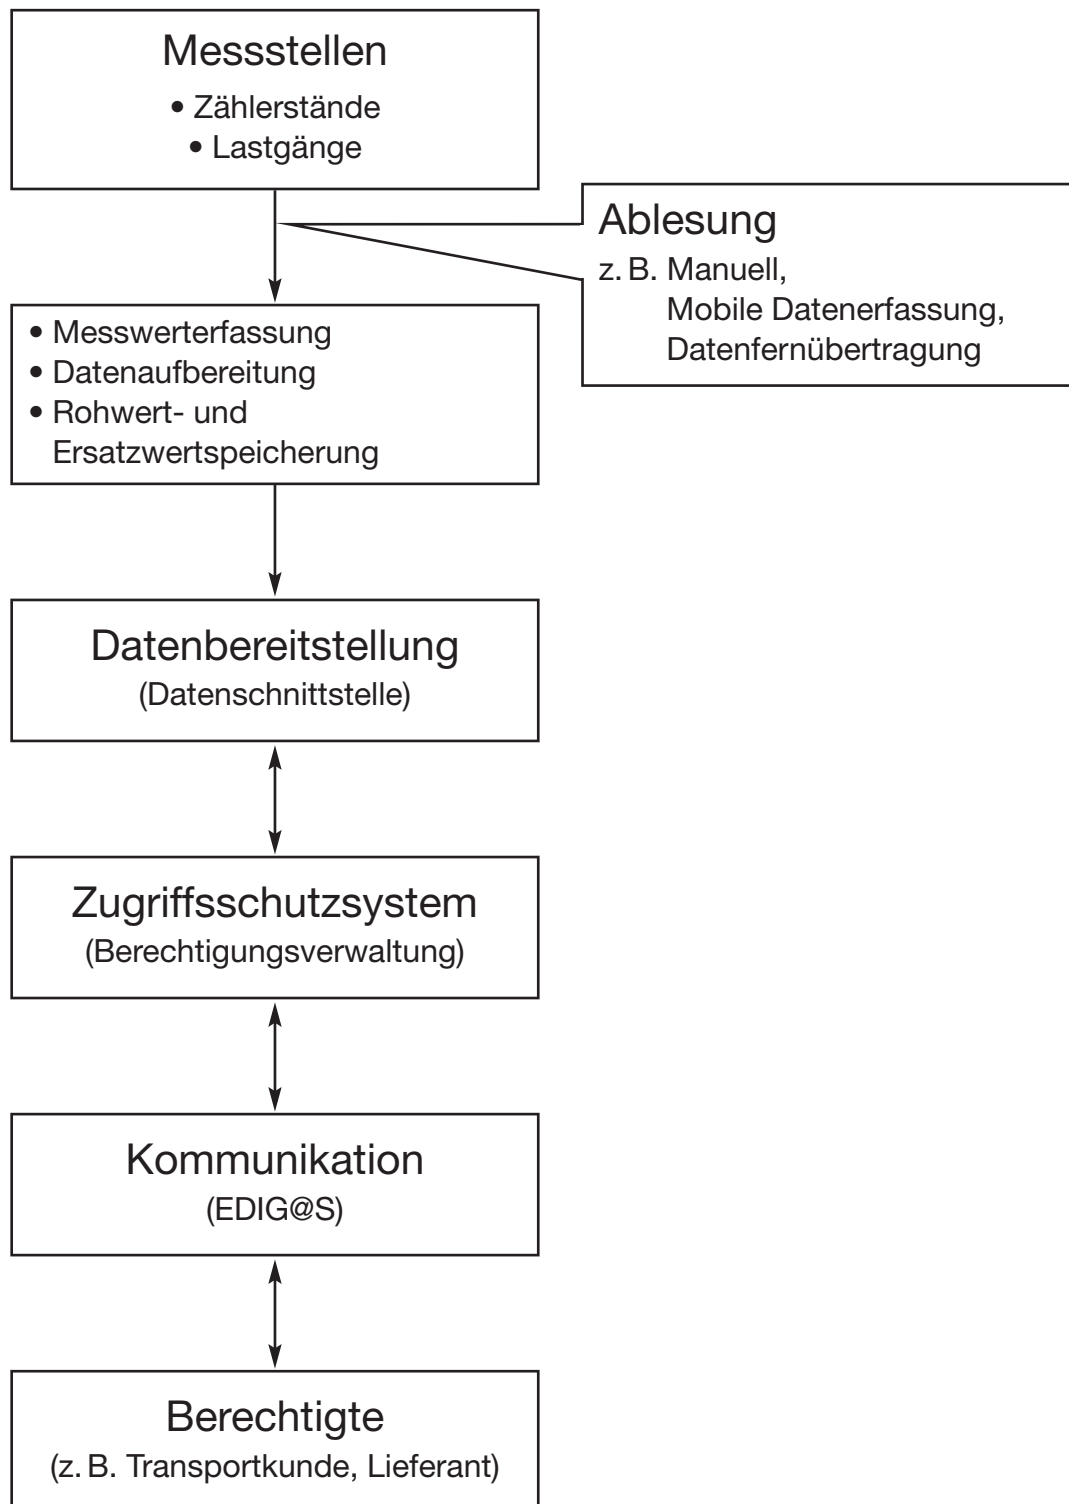 Messstellen
• Zählerstände
• Lastgänge
Ablesung
z. B. Manuell,
Mobile Datenerfassung,
Datenfernübertragung
• Messwerterfassung
• Datenaufbereitung
• Rohwert- und
Ersatzwertspeicherung
Datenbereitstellung
(Datenschnittstelle)
Zugriffsschutzsystem
(Berechtigungsverwaltung)
Kommunikation
(EDIG@S)
Berechtigte
(z. B. Transportkunde, Lieferant)